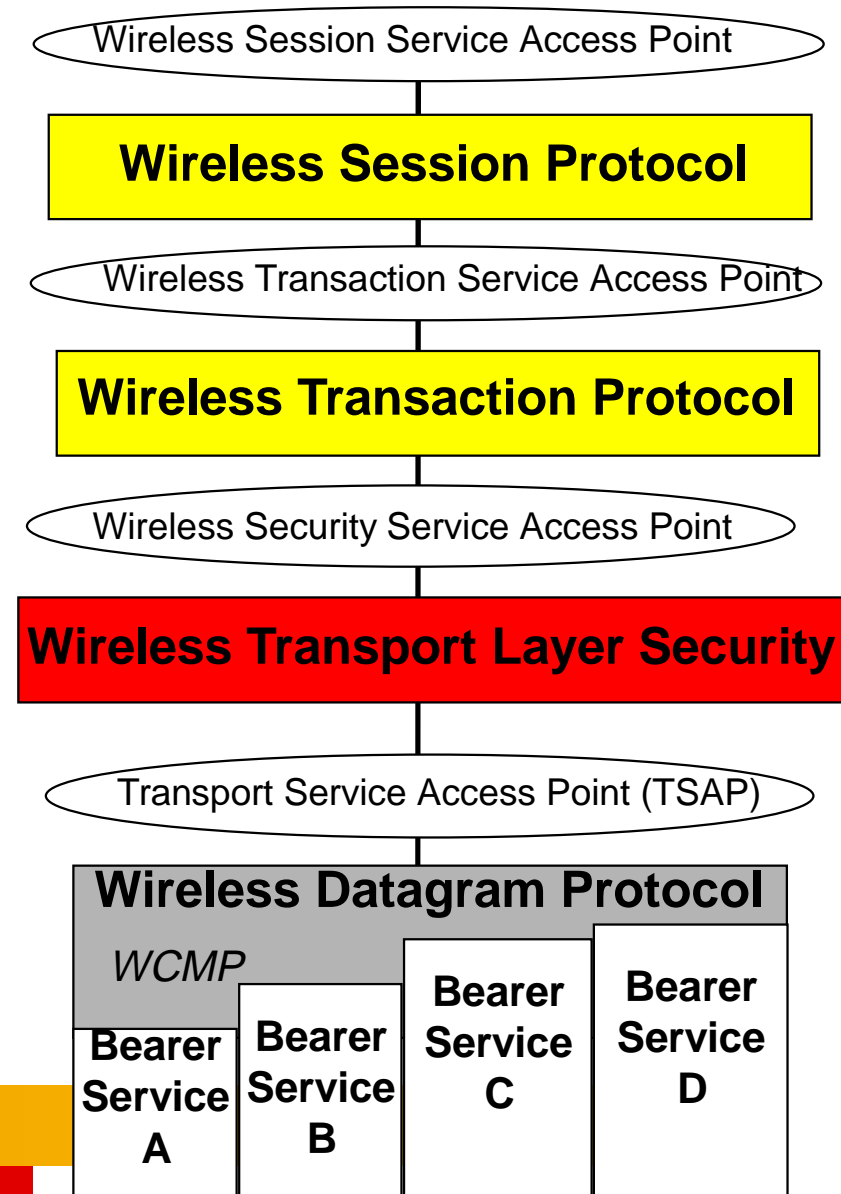 Wireless Session Service Access Point
Wireless Session Protocol
Wireless Transaction Service Access Point
Wireless Transaction Protocol
Wireless Security Service Access Point
Wireless Transport Layer Security
Transport Service Access Point (TSAP)
Wireless Datagram Protocol
WCMP
Bearer
Service
A
Bearer
Service
B
Bearer
Service
C
Bearer
Service
D